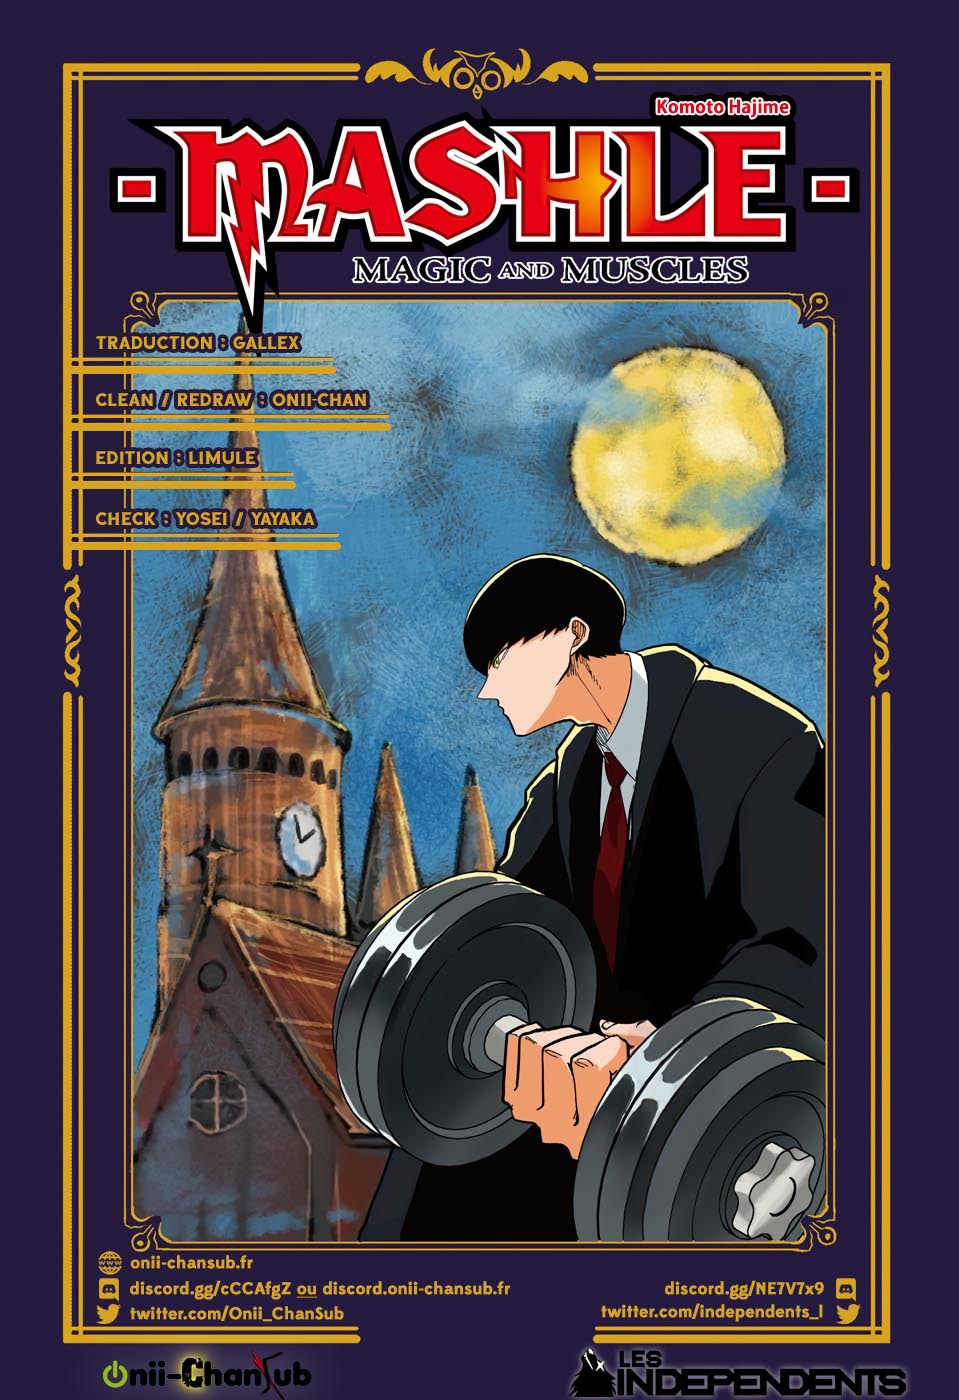 Komoto Hajime
- MASHLE -
MAGIC AND MUSCLES
TRADUCTION : GALLEX
CLEAN / REDRAW : ONII-CHAN
EDITION : LIMULE
CHECK : YOSEI / YAYAKA
onii-chansub.fr
discord.gg/cCCAfgZ ou discord.onii-chansub.fr
twitter.com/Onii_ChanSub
discord.gg/NE7V7x9
twitter.com/independents_l
Onii-ChanSub
LES
INDEPENDENTS